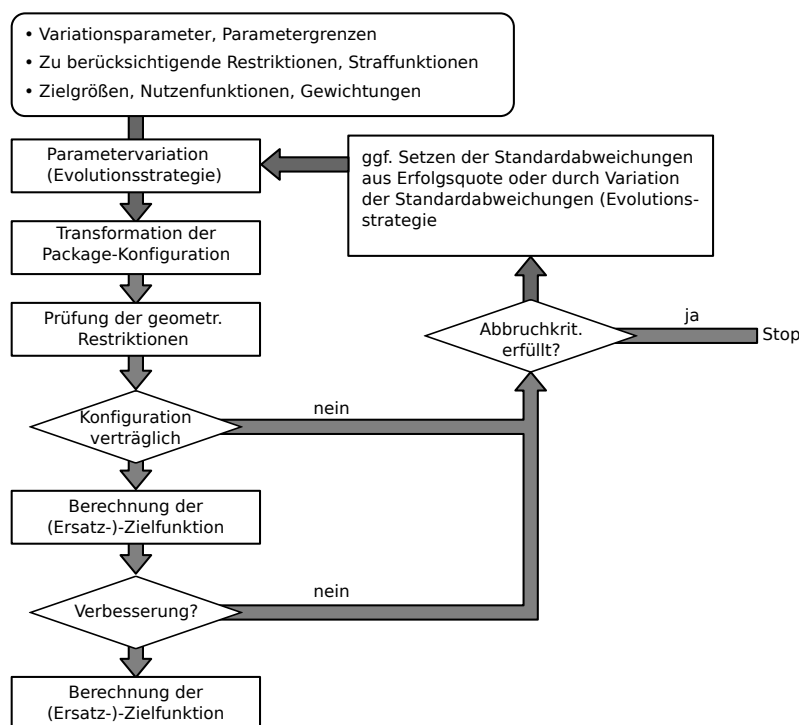 • Variationsparameter, Parametergrenzen
• Zu berücksichtigende Restriktionen, Straffunktionen
• Zielgrößen, Nutzenfunktionen, Gewichtungen
Parametervariation
(Evolutionsstrategie)
ggf. Setzen der Standardabweichungen
aus Erfolgsquote oder durch Variation
der Standardabweichungen (Evolutions-
strategie
Transformation der
Package-Konfiguration
Prüfung der geometr.
Restriktionen
Abbruchkrit.
erfüllt?
ja
Stop
Konfiguration
verträglich
nein
Berechnung der
(Ersatz-)-Zielfunktion
Verbesserung?
nein
Berechnung der
(Ersatz-)-Zielfunktion